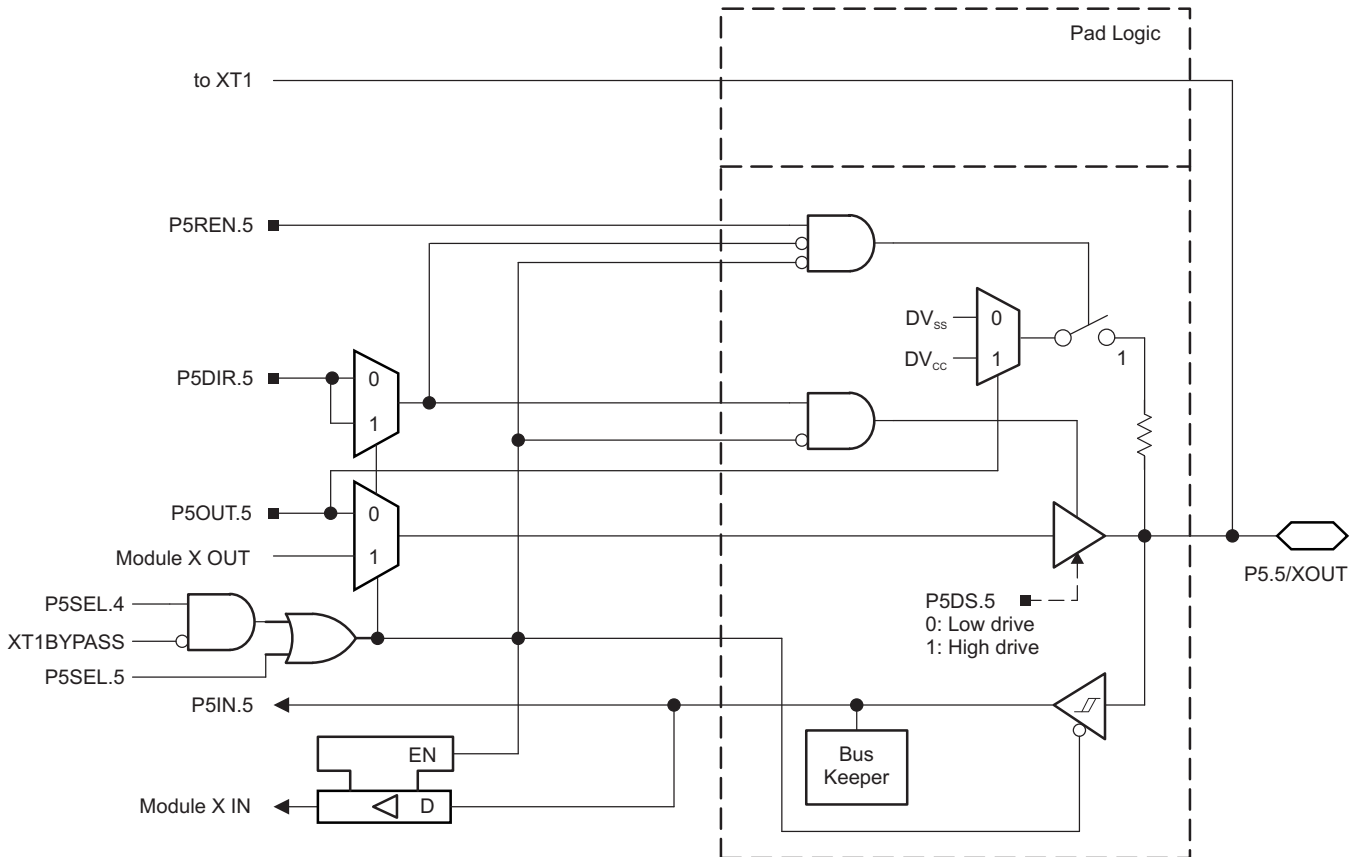 Pad Logic
to XT1
P5REN.5
DVSS
0
DVCC
1
1
P5DIR.5
0
1
P5OUT.5
0
Module X OUT
1
P5.5/XOUT
P5SEL.4
P5DS.5
0: Low drive
1: High drive
XT1BYPASS
P5SEL.5
P5IN.5
EN
Bus
Keeper
Module X IN
D